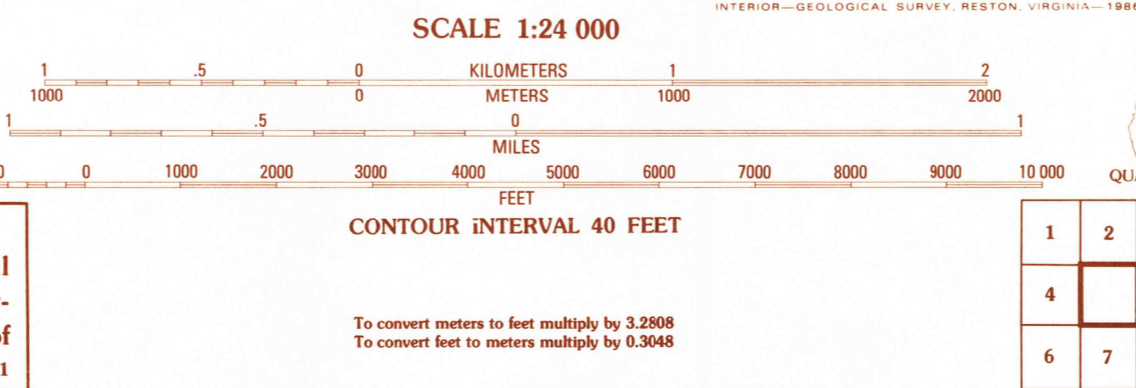 INTERIOR—GEOLOGICAL SURVEY, RESTON, VIRGINIA—1986
SCALE 1:24 000
1 .5 0 KILOMETERS 1 2
1000 0 METERS 1000 2000
1 .5 0 1
MILES
0 0 1000 2000 3000 4000 5000 6000 7000 8000 9000 10 000
FEET
CONTOUR iNTERVAL 40 FEET
To convert meters to feet multiply by 3.2808
To convert feet to meters multiply by 0.3048
of
1 2
4
6 7